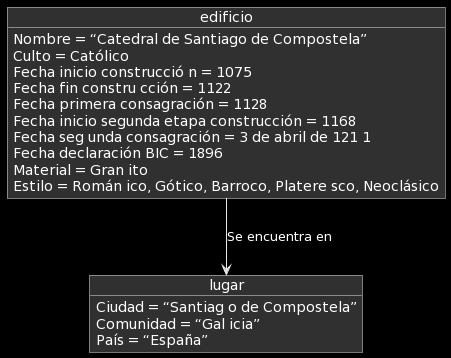 edificio
Nombre = “Catedral de Santiago de Compostela”
Culto = Católico
Fecha inicio construcció n = 1075
Fecha fin constru cción = 1122
Fecha primera consagración = 1128
Fecha inicio segunda etapa construcción = 1168
Fecha seg unda consagración = 3 de abril de 121 1
Fecha declaración BIC = 1896
Material = Gran ito
Estilo = Román ico, Gótico, Barroco, Platere sco, Neoclásico
Se encuentra en
lugar
Ciudad = “Santiag o de Compostela”
Comunidad = “Gal icia”
País = “España”